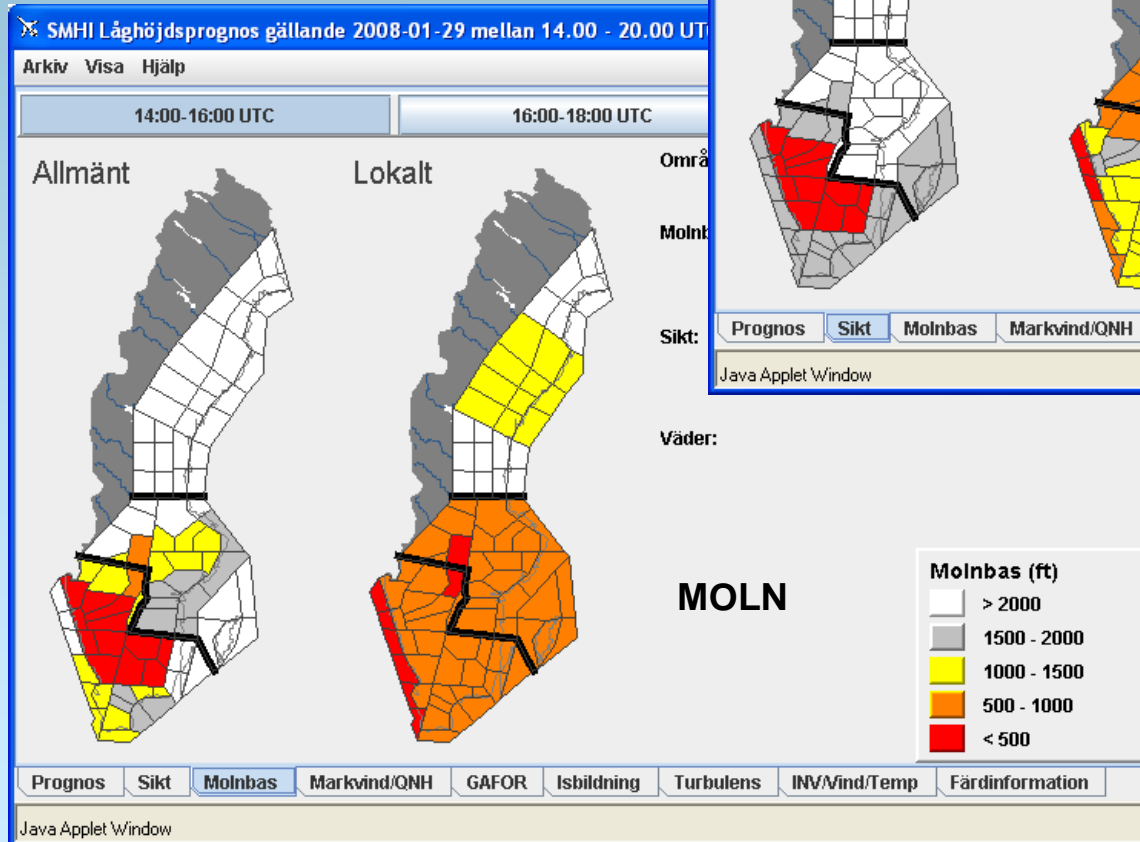 SMHI Låghöjdsprognos gällande 2008-01-29 mellan 14.00 - 20.00
Arkiv Visa Hjälp
14:00-16:00 UTC 16:00-18:00 UTC
Allmänt Lokalt
Sikt:
Väder:
MOLN
Molnbas (ft)
> 2000
1500 - 2000
1000 - 1500
500 - 1000
< 500
Prognos Sikt Molnbas Markvind/QNH GAFOR Isbildning Turbulens INV/Vind/Temp Färdinformation
Java Applet Window
Prognos Sikt Molnbas Markvind/QNH
Java Applet Window